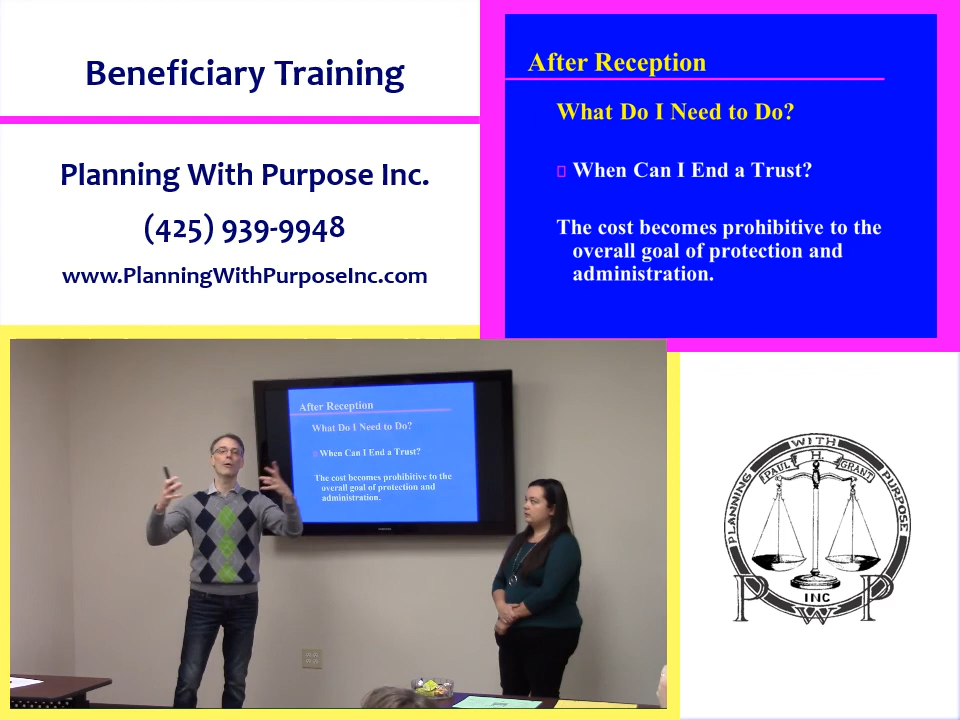 Beneficiary Training
Planning With Purpose Inc.
(425) 939-9948
www.PlanningWithPurposeInc.com
After Reception
What Do I Need to Do?
When Can I End a Trust?
The cost becomes prohibitive to the
overall goal of protection and
administration.
After Reception
What Do I Need to Do?
When Can I End a Trust?
The cost becomes prohibitive to the
overall goal of protection and
administration.
PLANNING WITH PURPOSE
PAUL H. GRANT
INC
P W P